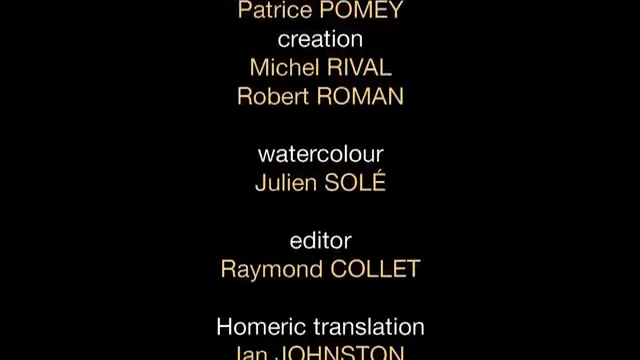 Patrice POMEY
creation
Michel RIVAL
Robert ROMAN
watercolour
Julien SOLÉ
editor
Raymond COLLET
Homeric translation
Ian JOHNSTON